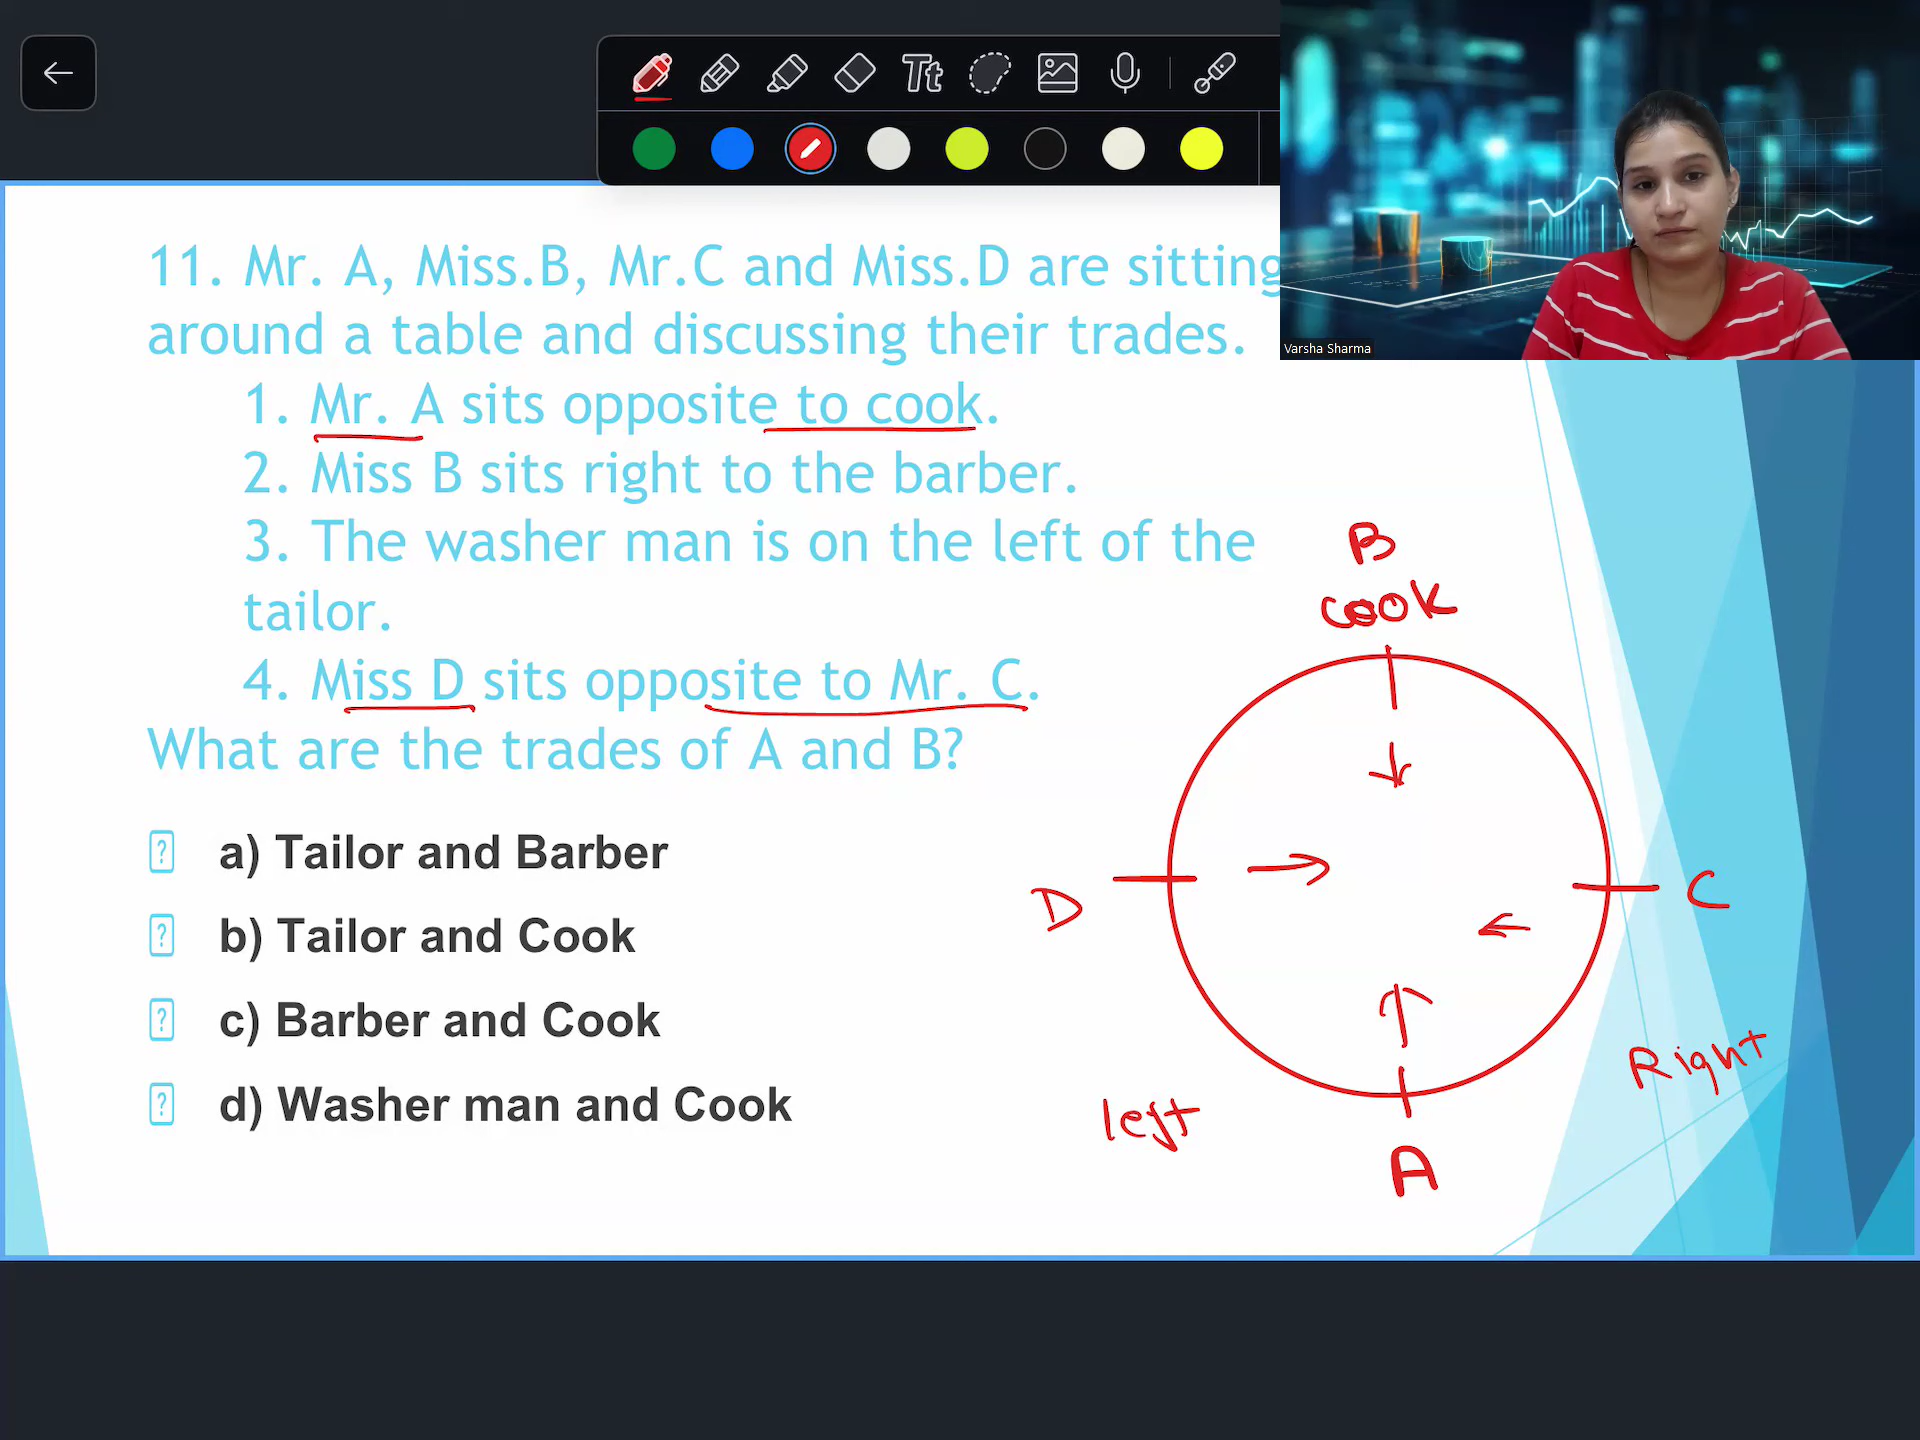 Tt
Varsha Sharma
11. Mr. A, Miss.B, Mr.C and Miss.D are sitting
around a table and discussing their trades.
1. Mr. A sits opposite to cook.
2. Miss B sits right to the barber.
3. The washer man is on the left of the
tailor.
4. Miss D sits opposite to Mr. C.
What are the trades of A and B?
a) Tailor and Barber
b) Tailor and Cook
c) Barber and Cook
d) Washer man and Cook
B
cook
D
C
Right
left
A